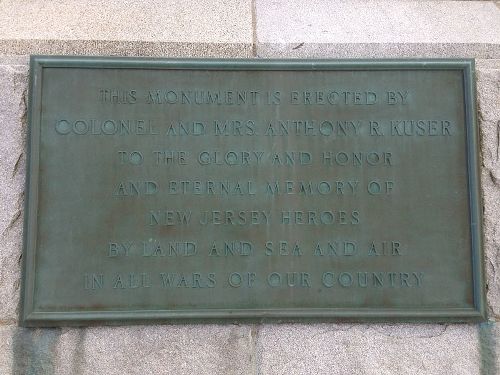 THIS MONUMENT IS ERECTED BY
COLONEL AND MRS. ANTHONY R. KUSER
TO THE GLORY AND HONOR
AND ETERNAL MEMORY OF
NEW JERSEY HEROES
BY LAND AND SEA AND AIR
IN ALL WARS OF OUR COUNTRY